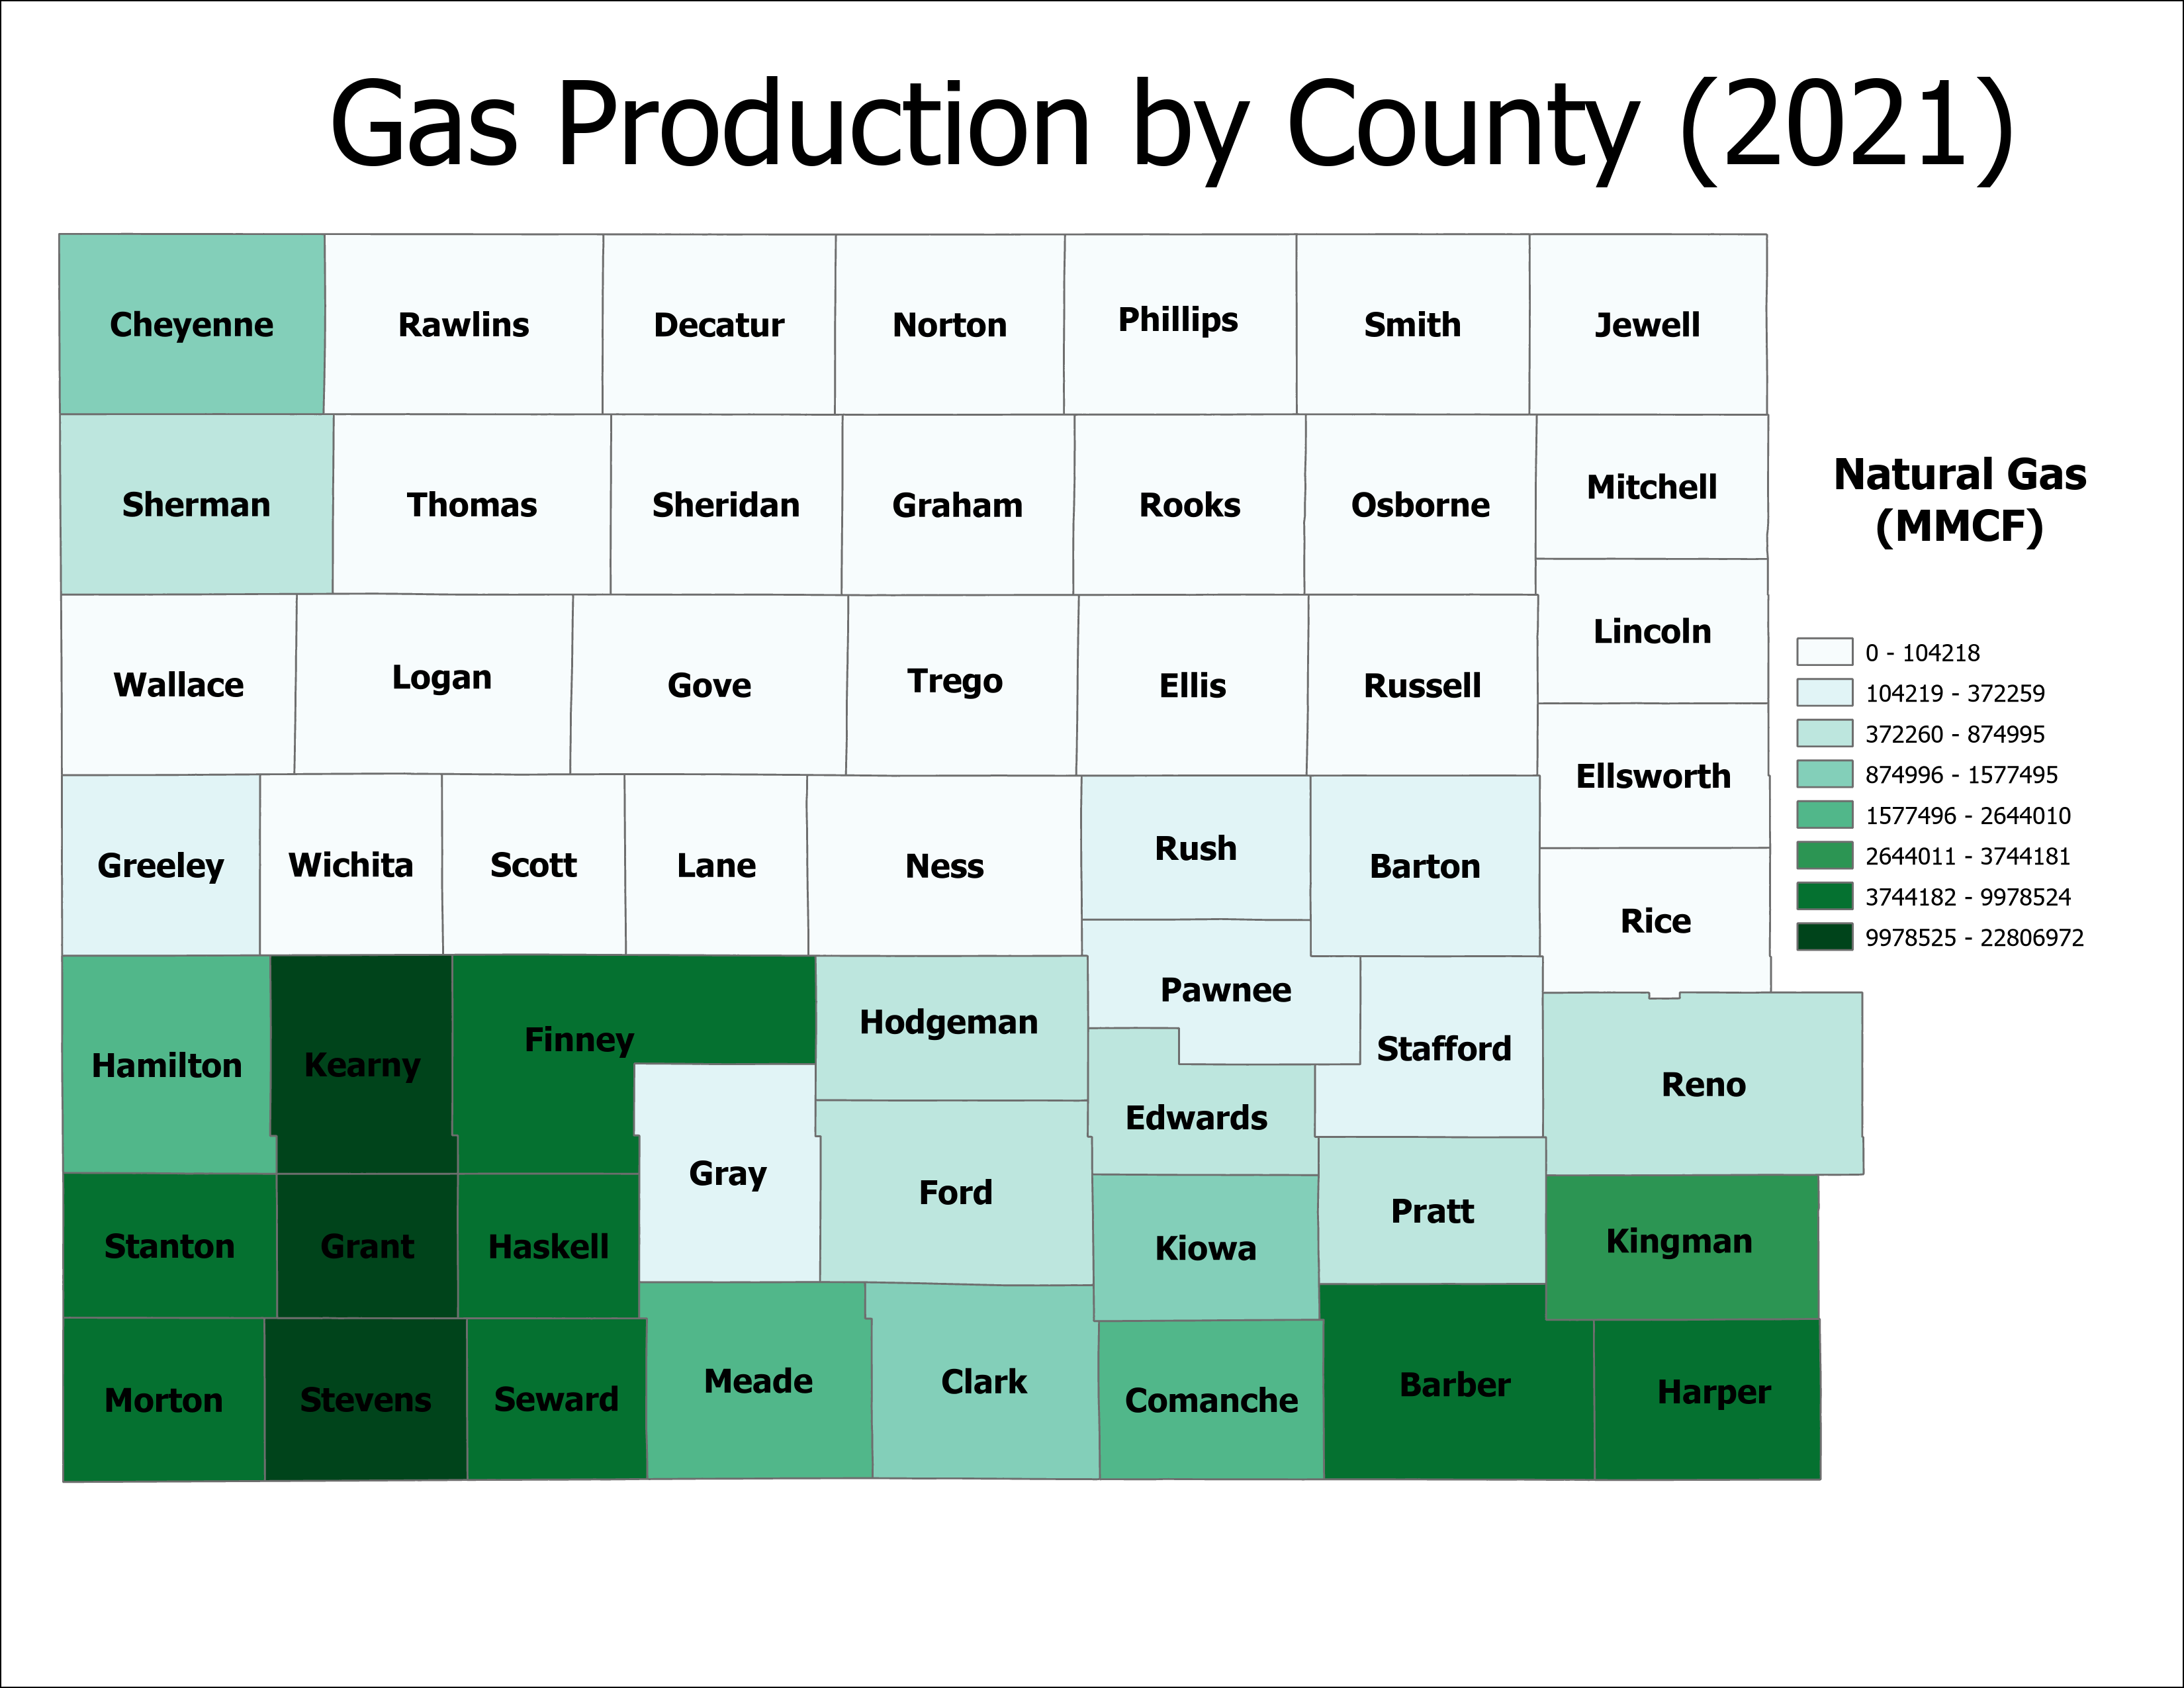 Gas Production by County (2021)
Cheyenne
Rawlins
Decatur
Norton
Phillips
Smith
Jewell
Sherman
Thomas
Sheridan
Graham
Rooks
Osborne
Mitchell
Lincoln
Wallace
Logan
Gove
Trego
Ellis
Russell
Ellsworth
Greeley
Wichita
Scott
Lane
Ness
Rush
Barton
Rice
Hamilton
Kearny
Finney
Hodgeman
Pawnee
Stafford
Reno
Edwards
Gray
Ford
Stanton
Grant
Haskell
Kiowa
Pratt
Kingman
Morton
Stevens
Seward
Meade
Clark
Comanche
Barber
Harper
Natural Gas
(MMCF)
0 - 104218
104219 - 372259
372260 - 874995
874996 - 1577495
1577496 - 2644010
2644011 - 3744181
3744182 - 9978524
9978525 - 22806972